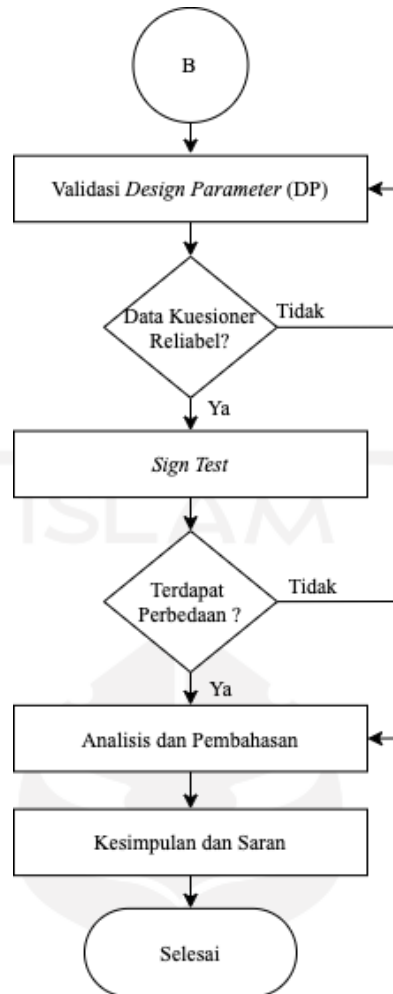 B
Validasi Design Parameter (DP)
Data Kuesioner
Reliabel?
Tidak
Ya
Sign Test
ISLAM
Terdapat
Perbedaan ?
Tidak
Ya
Analisis dan Pembahasan
Kesimpulan dan Saran
Selesai